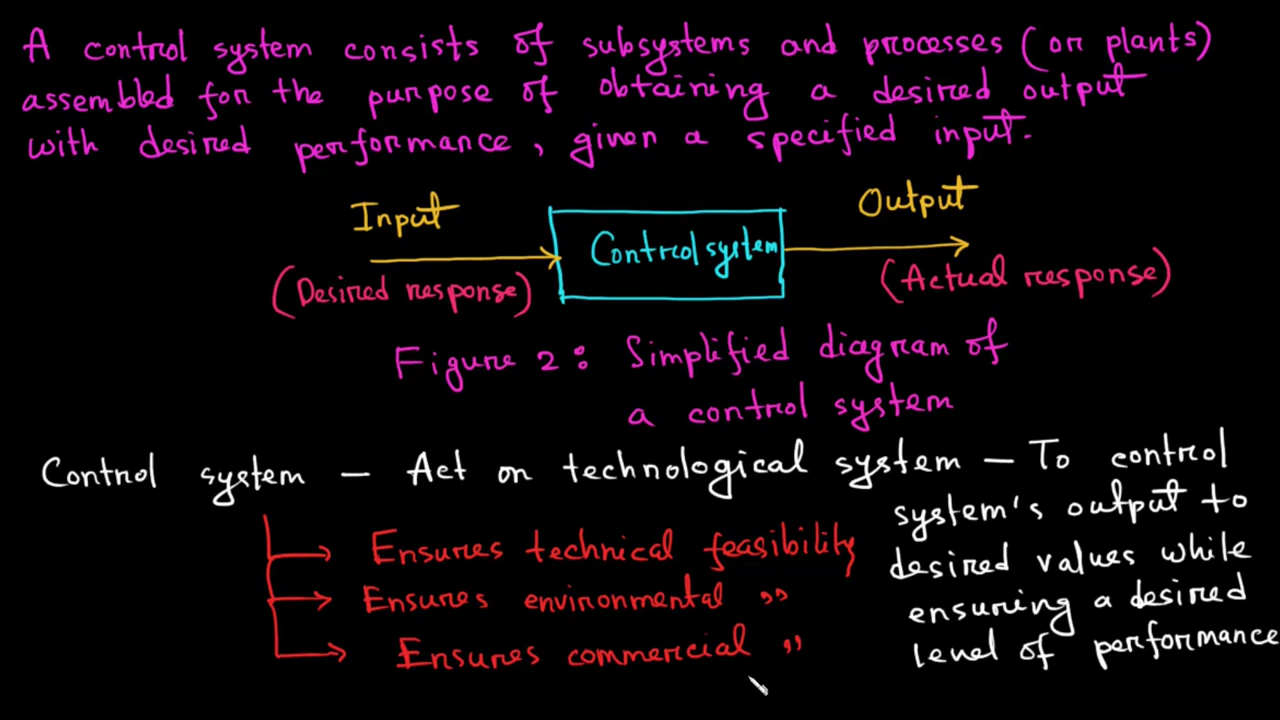 A control system consists of subsystems and processes (or plants)
assembled for the purpose of obtaining a desired output
with desired performance, given a specified input.
Input
Output
Control system
(Desired response)
(Actual response)
Figure 2: Simplified diagram of
a control system
Control system – Act on technological system – To control
system's output to
desired values while
ensuring a desired
level of performance
Ensures technical feasibility
Ensures environmental "
Ensures commercial "